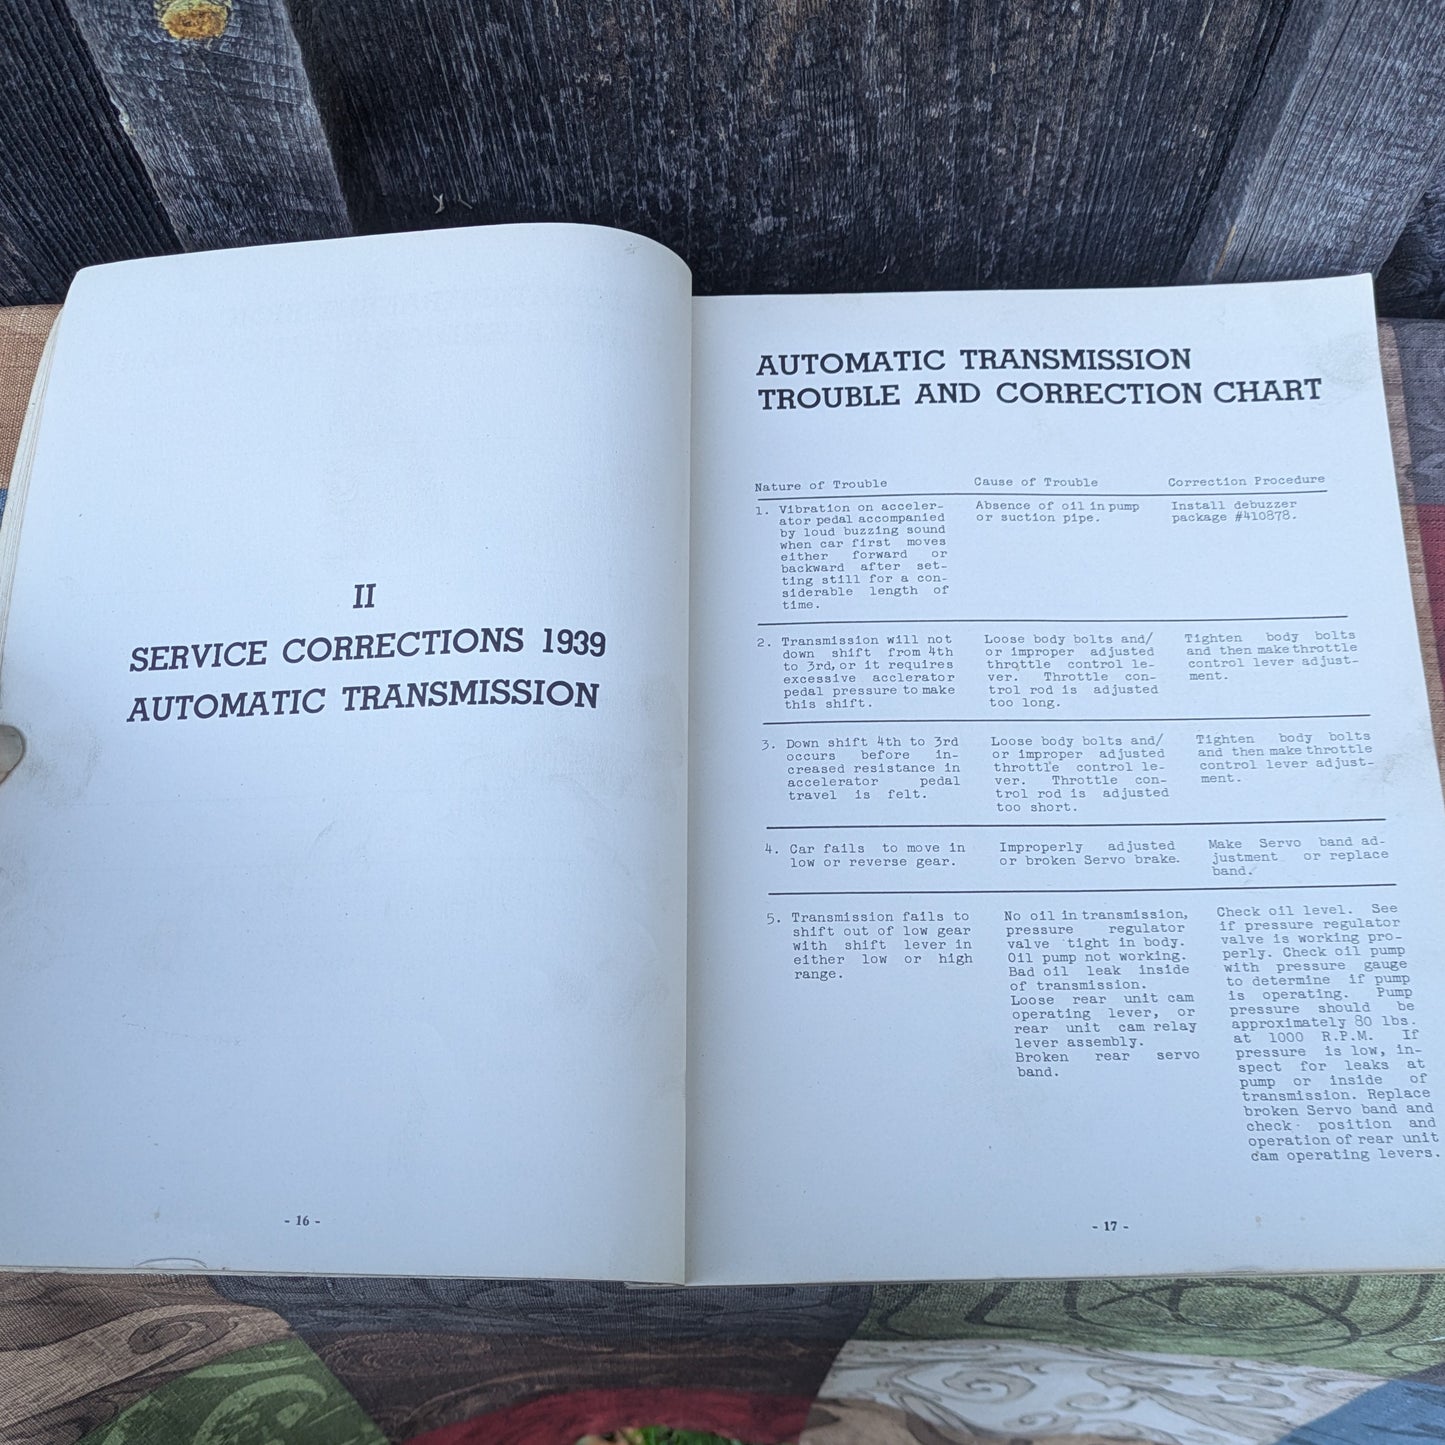 II
SERVICE CORRECTIONS 1939
AUTOMATIC TRANSMISSION
- 16 -
AUTOMATIC TRANSMISSION
TROUBLE AND CORRECTION CHART
Nature of Trouble Cause of Trouble Correction Procedure
1. Vibration on acceler-
ator pedal accompanied
by loud buzzing sound
when car first moves
either forward or
backward after set-
ting still for a con-
siderable length of
time.
Absence of oil in pump
or suction pipe.
Install debuzzer
package #410878.
2. Transmission will not
down shift from 4th
to 3rd, or it requires
excessive acclerator
pedal pressure to make
this shift.
Loose body bolts and/
or improper adjusted
throttle control le-
ver. Throttle con-
trol rod is adjusted
too long.
Tighten body bolts
and then make throttle
control lever adjust-
ment.
3. Down shift 4th to 3rd
occurs before in-
creased resistance in
accelerator pedal
travel is felt.
Loose body bolts and/
or improper adjusted
throttle control le-
ver. Throttle con-
trol rod is adjusted
too short.
Tighten body bolts
and then make throttle
control lever adjust-
ment.
4. Car fails to move in
low or reverse gear.
Improperly adjusted
or broken Servo brake.
Make Servo band ad-
justment or replace
band.
5. Transmission fails to
shift out of low gear
with shift lever in
either low or high
range.
No oil in transmission,
pressure regulator
valve tight in body.
Oil pump not working.
Bad oil leak inside
of transmission.
Loose rear unit cam
operating lever, or
rear unit cam relay
lever assembly.
Broken rear servo
band.
Check oil level. See
if pressure regulator
valve is working pro-
perly. Check oil pump
with pressure gauge
to determine if pump
is operating. Pump
pressure should be
approximately 80 lbs.
at 1000 R.P.M. If
pressure is low, in-
spect for leaks at
pump or inside of
transmission. Replace
broken Servo band and
check position and
operation of rear unit
cam operating levers.
- 17 -